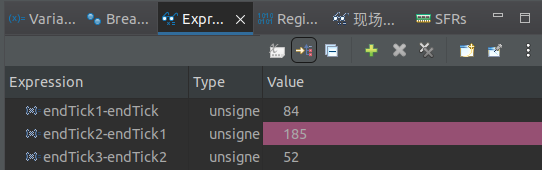 Varia... Brea... Expr... Regi... 现场... SFRs
Expression Type Value
endTick1-endTick unsigne 84
endTick2-endTick1 unsigne 185
endTick3-endTick2 unsigne 52